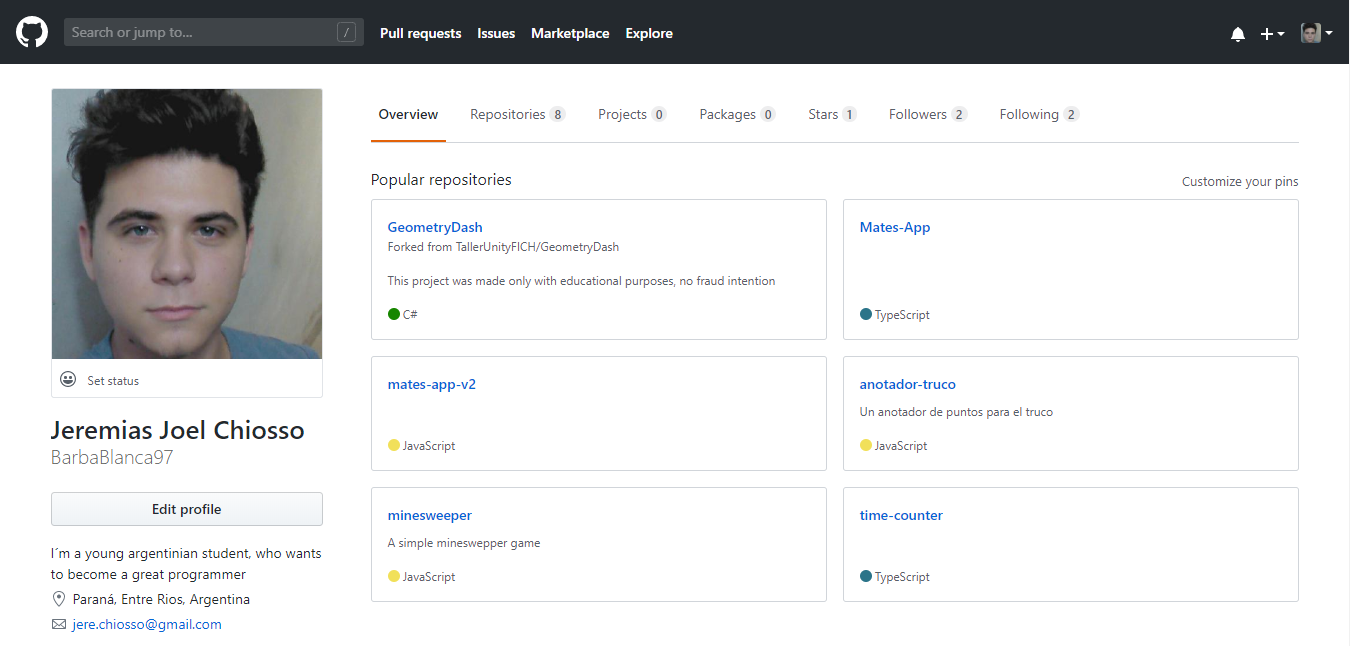 Search or jump to...
/
Pull requests
Issues
Marketplace
Explore
Overview
Repositories 8
Projects 0
Packages 0
Stars 1
Followers 2
Following 2
Set status
Jeremias Joel Chiosso
BarbaBlanca97
Edit profile
I´m a young argentinian student, who wants
to become a great programmer
Paraná, Entre Rios, Argentina
jere.chiosso@gmail.com
Popular repositories
Customize your pins
GeometryDash
Forked from TallerUnityFICH/GeometryDash
This project was made only with educational purposes, no fraud intention
C#
Mates-App
TypeScript
mates-app-v2
JavaScript
anotador-truco
Un anotador de puntos para el truco
JavaScript
minesweeper
A simple mineswepper game
JavaScript
time-counter
TypeScript